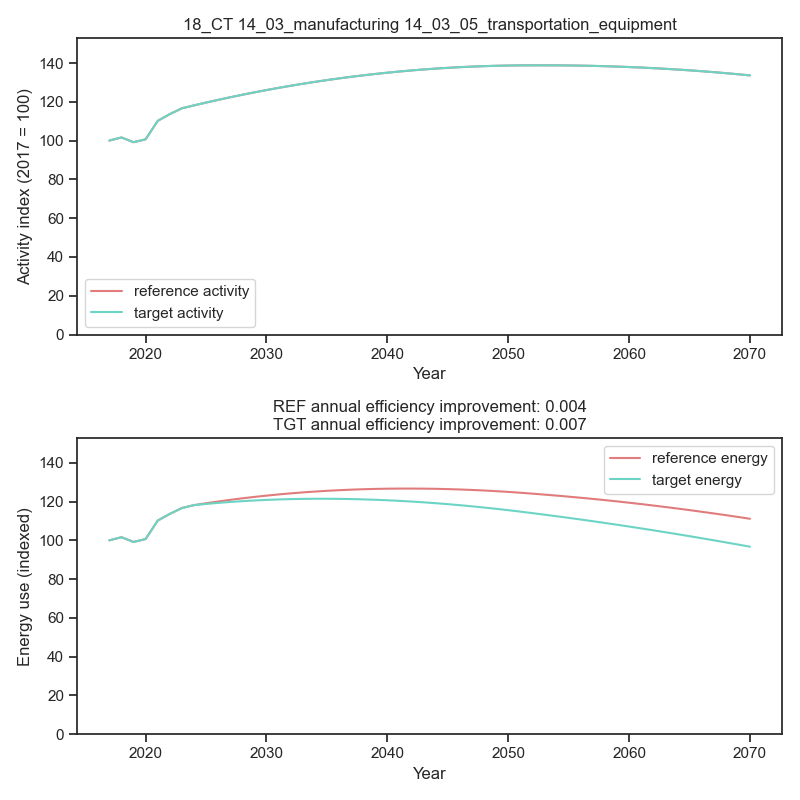 18_CT 14_03_manufacturing 14_03_05_transportation_equipment
140
120
100
80
60
40
20
0
Activity index (2017 = 100)
reference activity
target activity
2020 2030 2040 2050 2060 2070
Year
REF annual efficiency improvement: 0.004
TGT annual efficiency improvement: 0.007
140
120
100
80
60
40
20
0
Energy use (indexed)
reference energy
target energy
2020 2030 2040 2050 2060 2070
Year